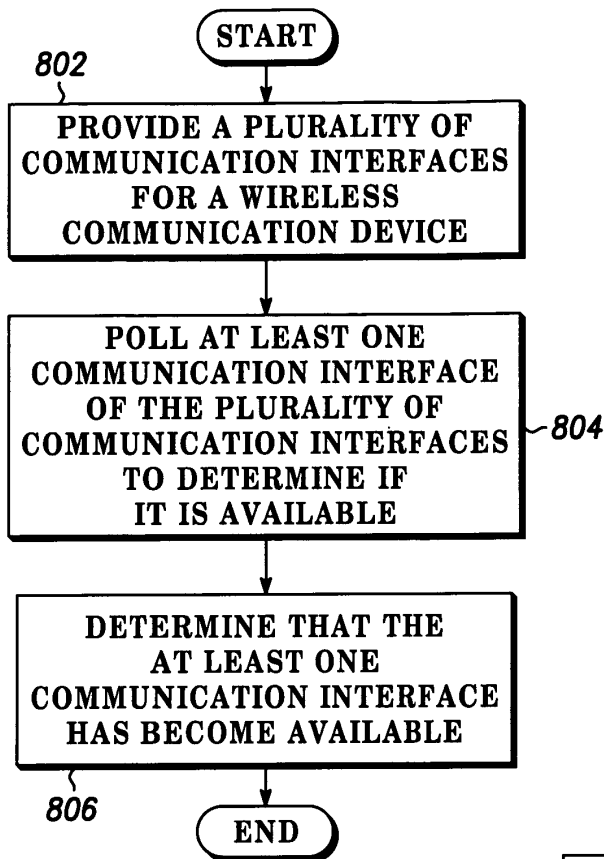 START
802
PROVIDE A PLURALITY OF
COMMUNICATION INTERFACES
FOR A WIRELESS
COMMUNICATION DEVICE
POLL AT LEAST ONE
COMMUNICATION INTERFACE
OF THE PLURALITY OF
COMMUNICATION INTERFACES
TO DETERMINE IF
IT IS AVAILABLE
804
DETERMINE THAT THE
AT LEAST ONE
COMMUNICATION INTERFACE
HAS BECOME AVAILABLE
806
END